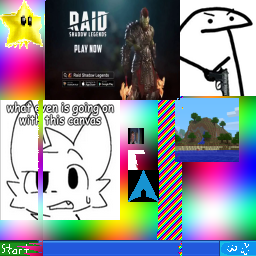 RAID
SHADOW LEGENDS
PLAY NOW
Raid Shadow Legends
what even is going on
with this canvas
Start